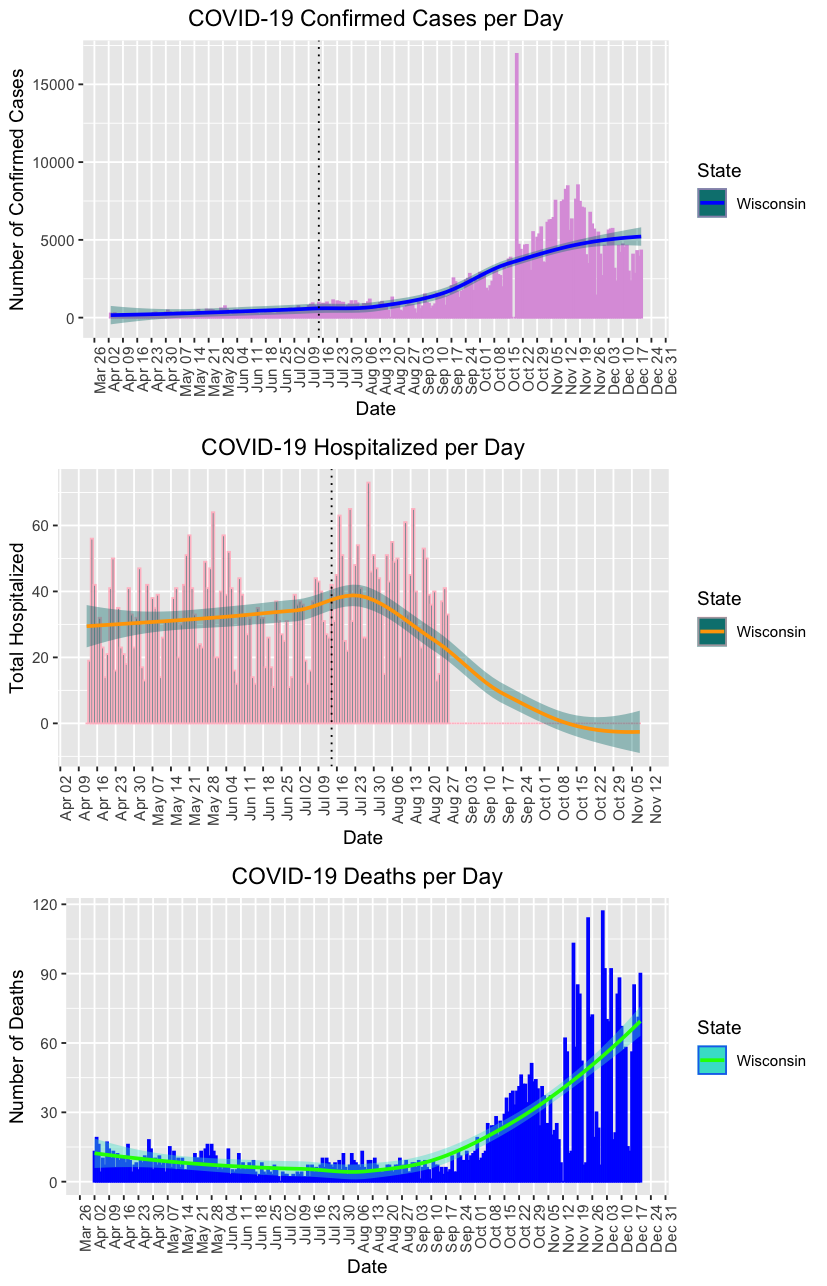 COVID-19 Confirmed Cases per Day
Number of Confirmed Cases
15000
10000
5000
0
Mar 26
Apr 02
Apr 09
Apr 16
Apr 23
Apr 30
May 07
May 14
May 21
May 28
Jun 04
Jun 11
Jun 18
Jun 25
Jul 02
Jul 09
Jul 16
Jul 23
Jul 30
Aug 06
Aug 13
Aug 20
Aug 27
Sep 03
Sep 10
Sep 17
Sep 24
Oct 01
Oct 08
Oct 15
Oct 22
Oct 29
Nov 05
Nov 12
Nov 19
Nov 26
Dec 03
Dec 10
Dec 17
Dec 24
Dec 31
Date
State
Wisconsin
COVID-19 Hospitalized per Day
Total Hospitalized
60
40
20
0
Apr 02
Apr 09
Apr 16
Apr 23
Apr 30
May 07
May 14
May 21
May 28
Jun 04
Jun 11
Jun 18
Jun 25
Jul 02
Jul 09
Jul 16
Jul 23
Jul 30
Aug 06
Aug 13
Aug 20
Aug 27
Sep 03
Sep 10
Sep 17
Sep 24
Oct 01
Oct 08
Oct 15
Oct 22
Oct 29
Nov 05
Nov 12
Date
State
Wisconsin
COVID-19 Deaths per Day
Number of Deaths
120
90
60
30
0
Mar 26
Apr 02
Apr 09
Apr 16
Apr 23
Apr 30
May 07
May 14
May 21
May 28
Jun 04
Jun 11
Jun 18
Jun 25
Jul 02
Jul 09
Jul 16
Jul 23
Jul 30
Aug 06
Aug 13
Aug 20
Aug 27
Sep 03
Sep 10
Sep 17
Sep 24
Oct 01
Oct 08
Oct 15
Oct 22
Oct 29
Nov 05
Nov 12
Nov 19
Nov 26
Dec 03
Dec 10
Dec 17
Dec 24
Dec 31
Date
State
Wisconsin